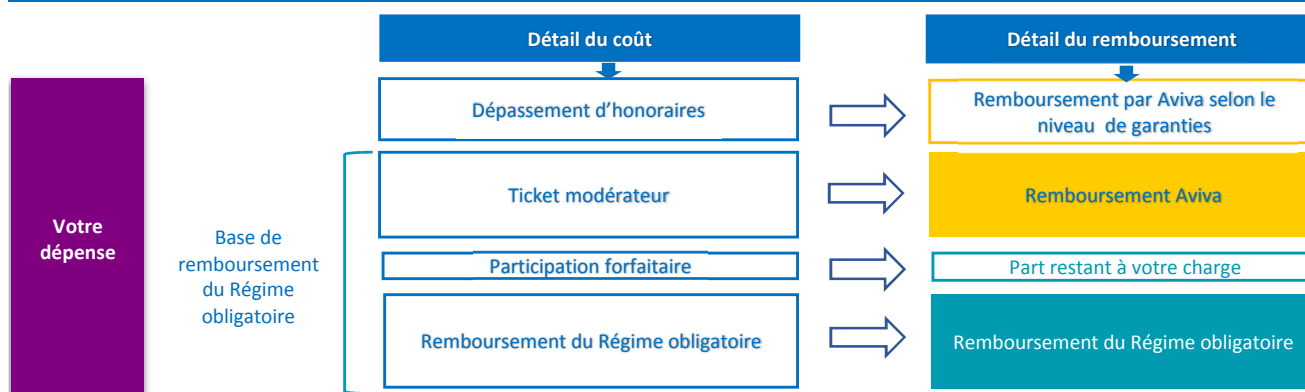 Détail du coût
Détail du remboursement
Dépassement d’honoraires
Remboursement par Aviva selon le
niveau de garanties
Ticket modérateur
Remboursement Aviva
Votre
dépense
Base de
remboursement
du Régime
obligatoire
Participation forfaitaire
Part restant à votre charge
Remboursement du Régime obligatoire
Remboursement du Régime obligatoire